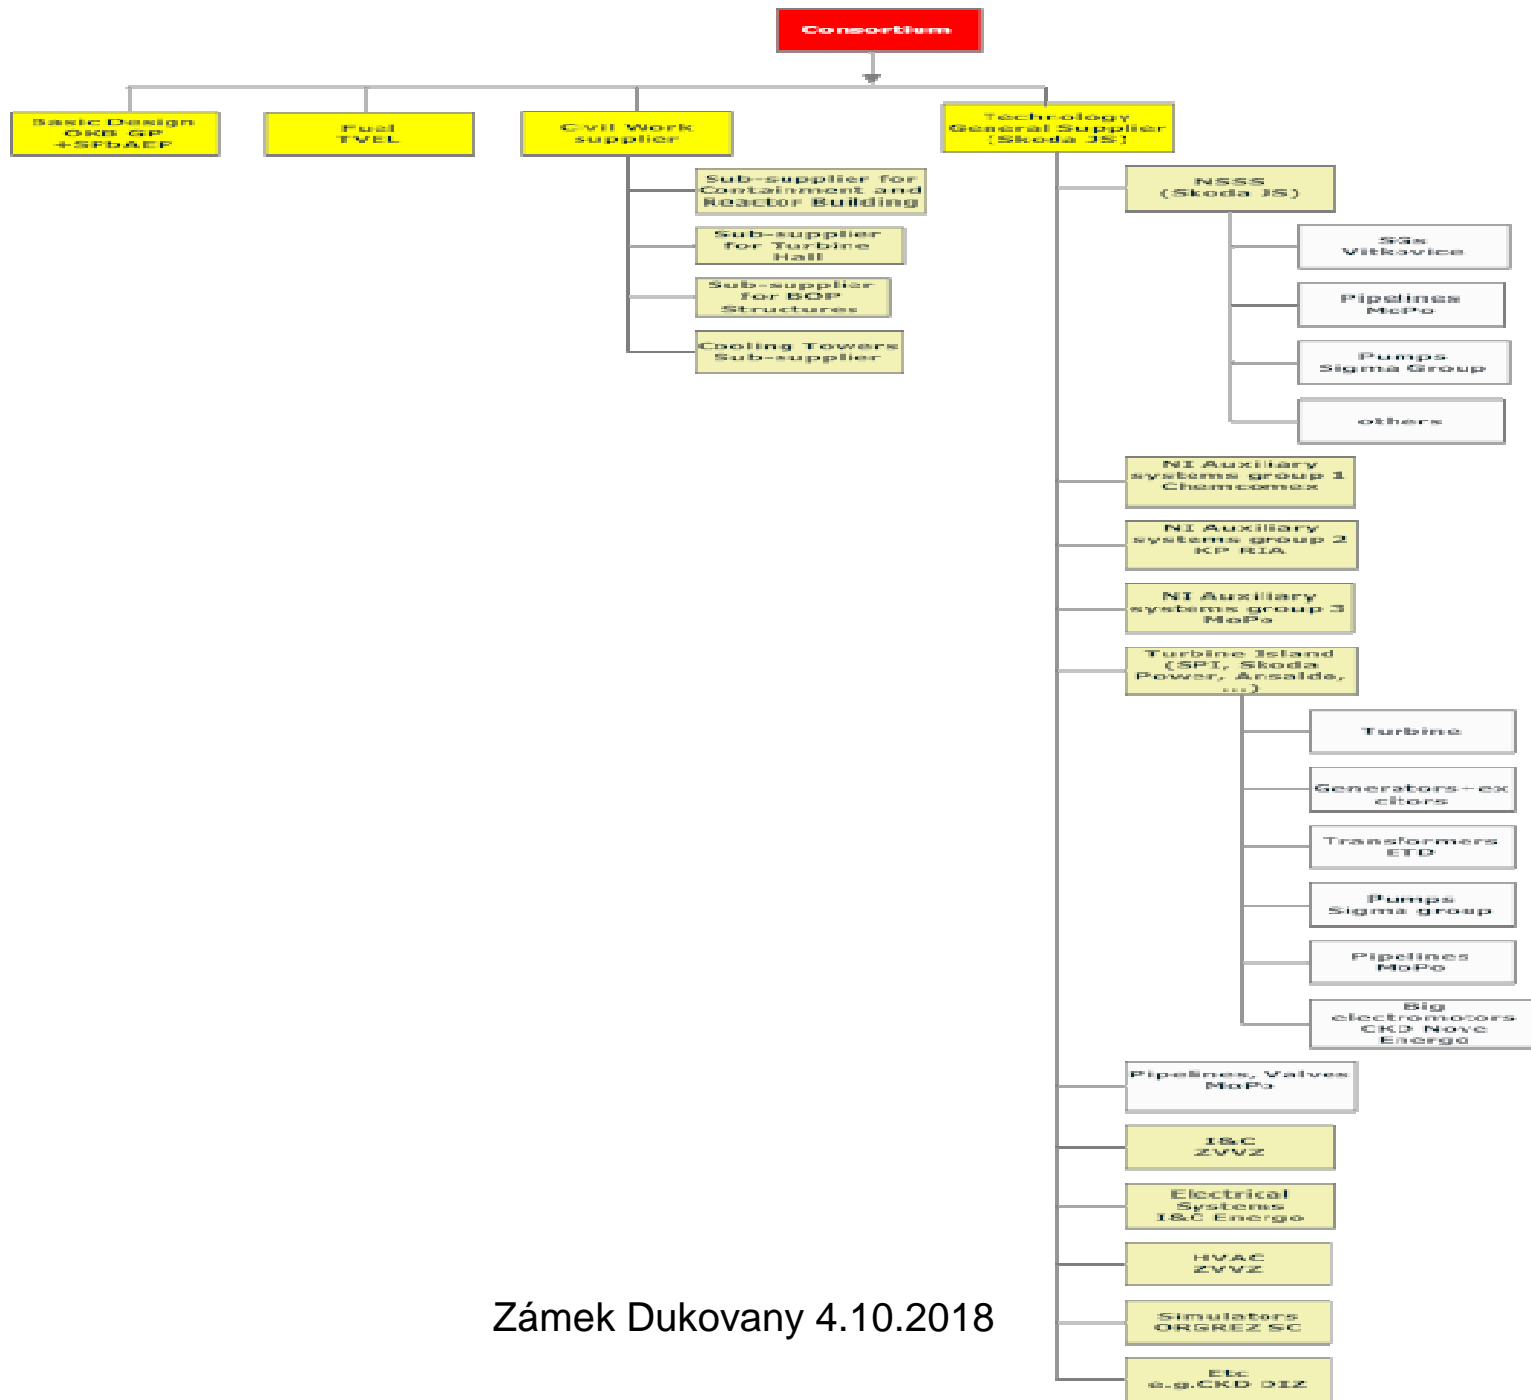 Consortium
Basic Design
OKB GP
+SPbAEP
Fuel
TVEL
Civil Work
supplier
Technology
General Supplier
(Skoda JS)
Sub-supplier for
Containment and
Reactor Building
Sub-supplier
for Turbine
Hall
Sub-supplier
for BOP
Structures
Cooling Towers
Sub-supplier
NSSS
(Skoda JS)
SGs
Vitkovice
Pipelines
MoPo
Pumps
Sigma Group
others
NI Auxiliary
systems group 1
Chemcomex
NI Auxiliary
systems group 2
KP RIA
NI Auxiliary
systems group 3
MoPo
Turbine Island
(SPI, Skoda
Power, Ansaldo,
...)
Turbine
Generators+ex
citors
Transformers
ETD
Pumps
Sigma group
Pipelines
MoPo
Big
electromotors
CKD Nove
Energo
Pipelines, Valves
MoPo
I&C
ZVVZ
Electrical
Systems
I&C Energo
HVAC
ZVVZ
Simulators
ORGREZ SC
Etc
e.g.CKD DIZ
Zámek Dukovany 4.10.2018